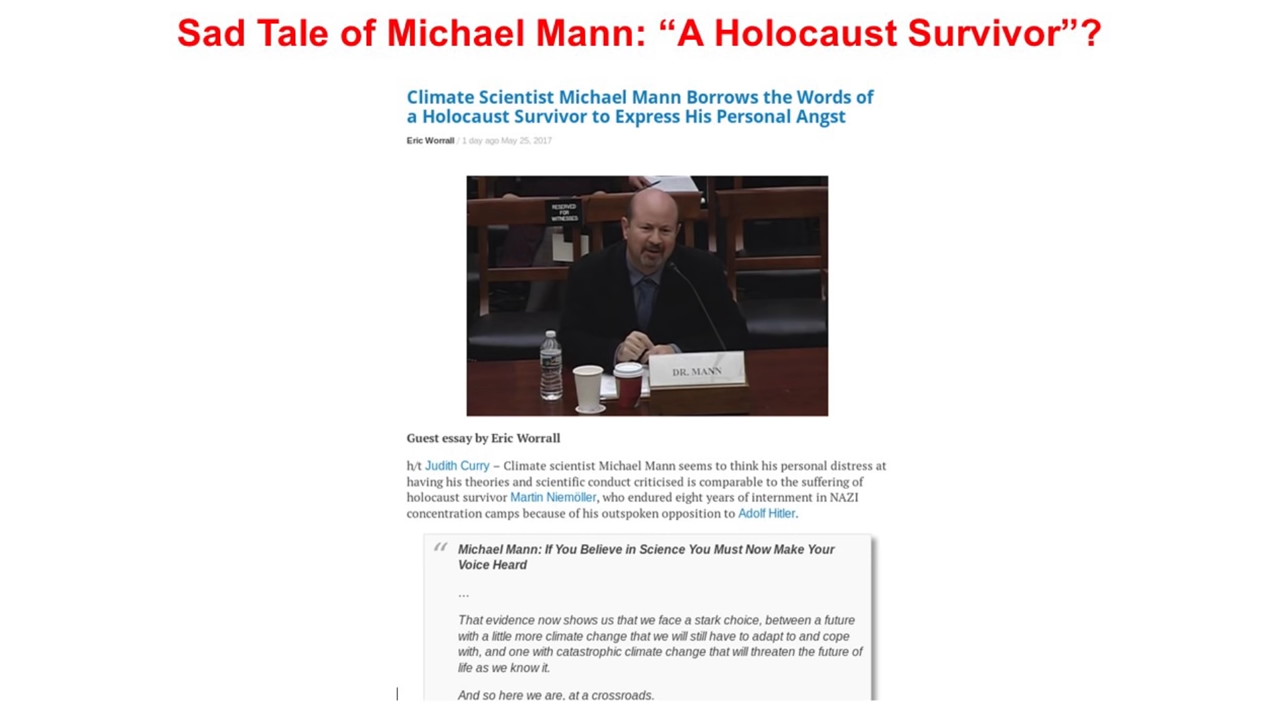 Sad Tale of Michael Mann: “A Holocaust Survivor”?
Climate Scientist Michael Mann Borrows the Words of
a Holocaust Survivor to Express His Personal Angst
Eric Worrall / 1 day ago May 25, 2017
RESERVED
FOR
WITNESSES
DR. MANN
Guest essay by Eric Worrall
h/t Judith Curry – Climate scientist Michael Mann seems to think his personal distress at
having his theories and scientific conduct criticised is comparable to the suffering of
holocaust survivor Martin Niemöller, who endured eight years of internment in NAZI
concentration camps because of his outspoken opposition to Adolf Hitler.
“ Michael Mann: If You Believe in Science You Must Now Make Your
Voice Heard
…
That evidence now shows us that we face a stark choice, between a future
with a little more climate change that we will still have to adapt to and cope
with, and one with catastrophic climate change that will threaten the future of
life as we know it.
And so here we are, at a crossroads.